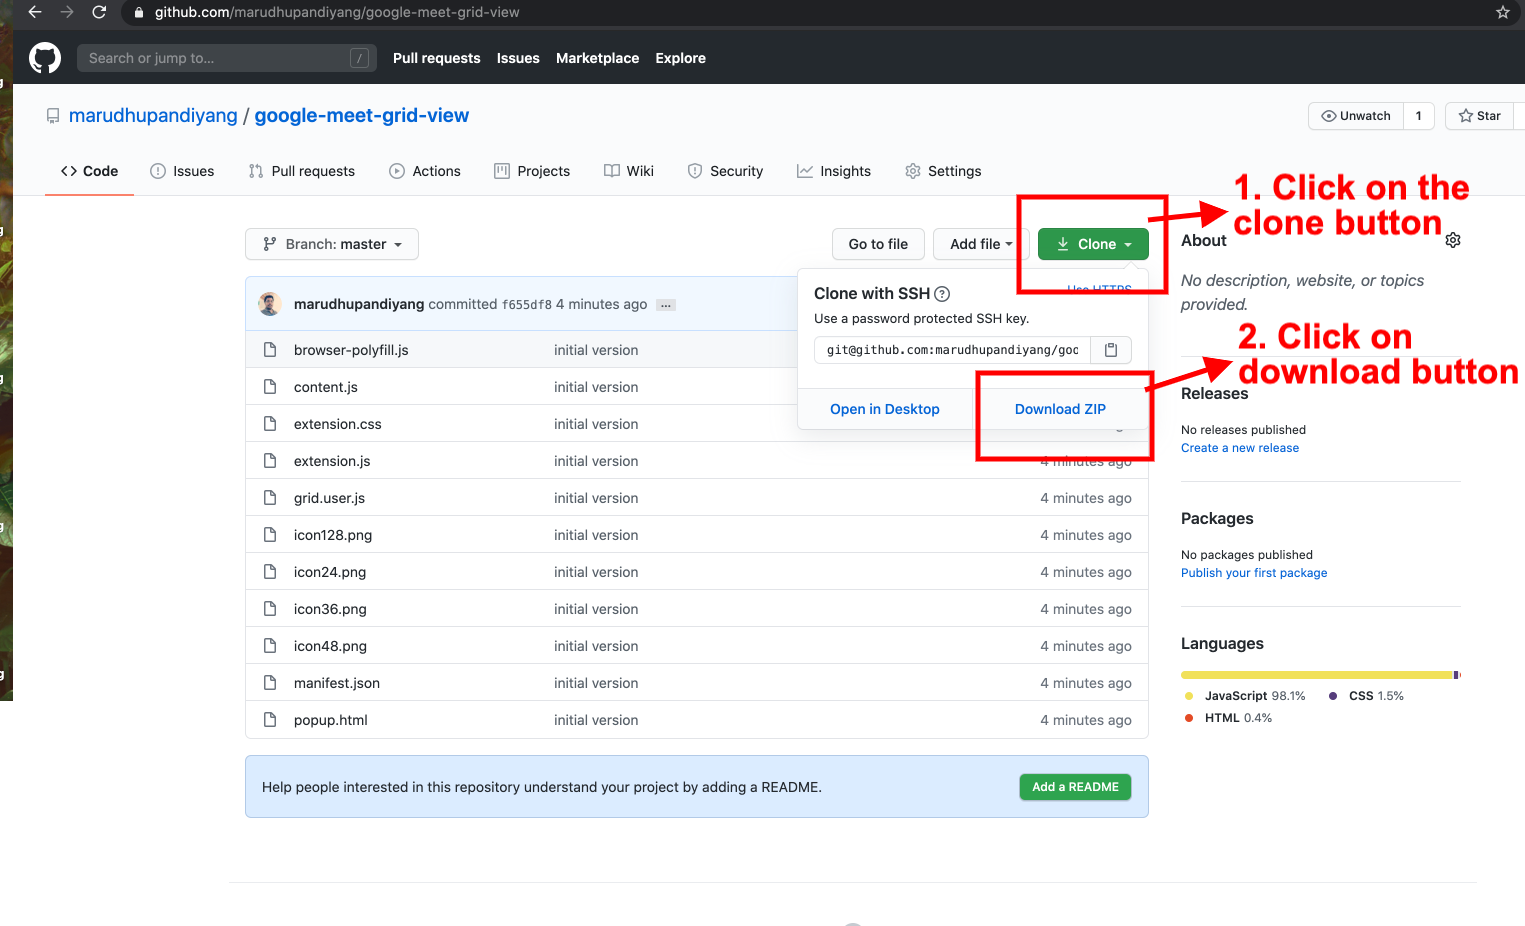 github.com/marudhupandiyang/google-meet-grid-view
Search or jump to... /
Pull requests Issues Marketplace Explore
marudhupandiyang / google-meet-grid-view
Unwatch 1 Star
Code Issues Pull requests Actions Projects Wiki Security Insights Settings
1. Click on the
clone button
Branch: master Go to file Add file Clone
About
No description, website, or topics
provided.
Clone with SSH ?
Use HTTPS
Use a password protected SSH key.
git@github.com:marudhupandiyang/goo
Open in Desktop Download ZIP
2. Click on
download button
marudhupandiyang committed f655df8 4 minutes ago ...
browser-polyfill.js initial version
content.js initial version
extension.css initial version
extension.js initial version 4 minutes ago
grid.user.js initial version 4 minutes ago
icon128.png initial version 4 minutes ago
icon24.png initial version 4 minutes ago
icon36.png initial version 4 minutes ago
icon48.png initial version 4 minutes ago
manifest.json initial version 4 minutes ago
popup.html initial version 4 minutes ago
Releases
No releases published
Create a new release
Packages
No packages published
Publish your first package
Languages
JavaScript 98.1% CSS 1.5%
HTML 0.4%
Help people interested in this repository understand your project by adding a README.
Add a README